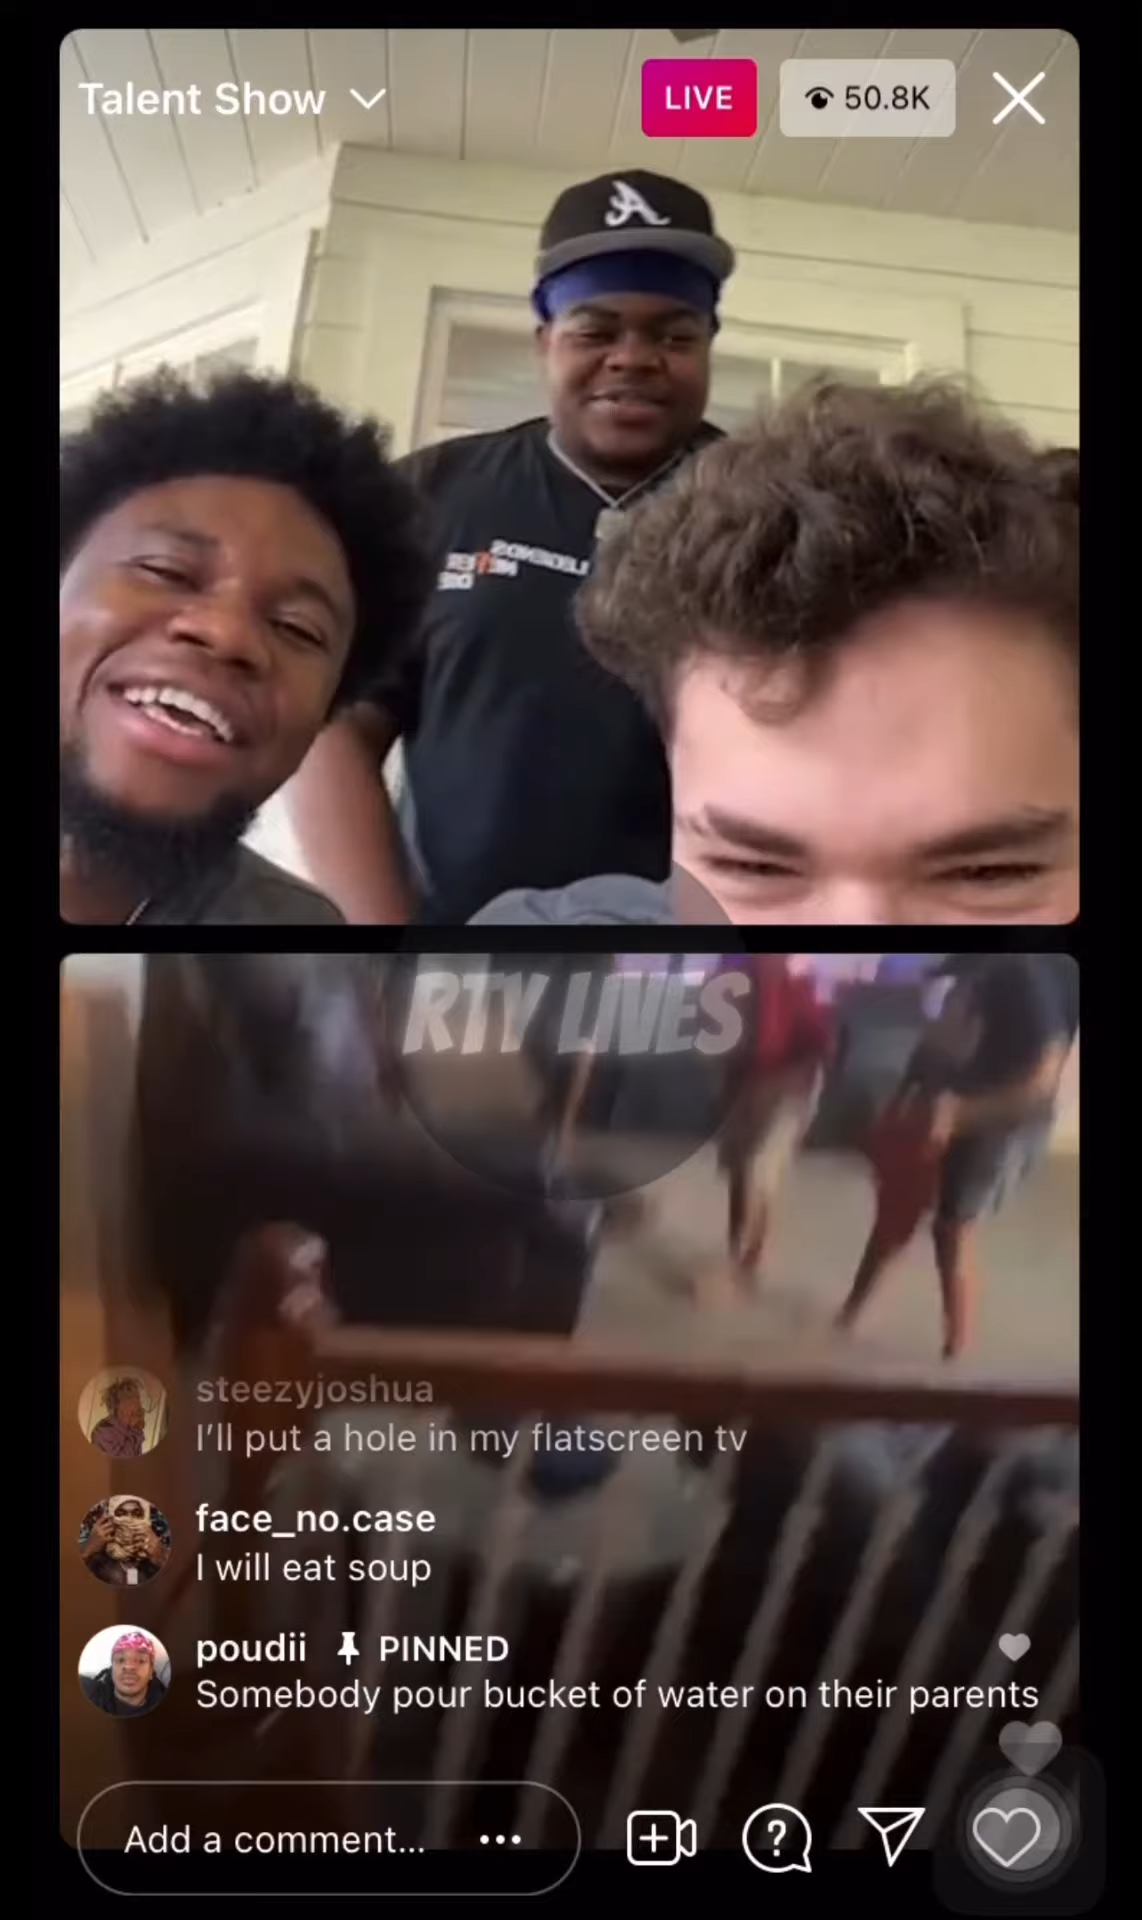 Talent Show
LIVE
50.8K
A
RTY LIVES
steezyjoshua
I'll put a hole in my flatscreen tv
face_no.case
I will eat soup
poudii PINNED
Somebody pour bucket of water on their parents
Add a comment...